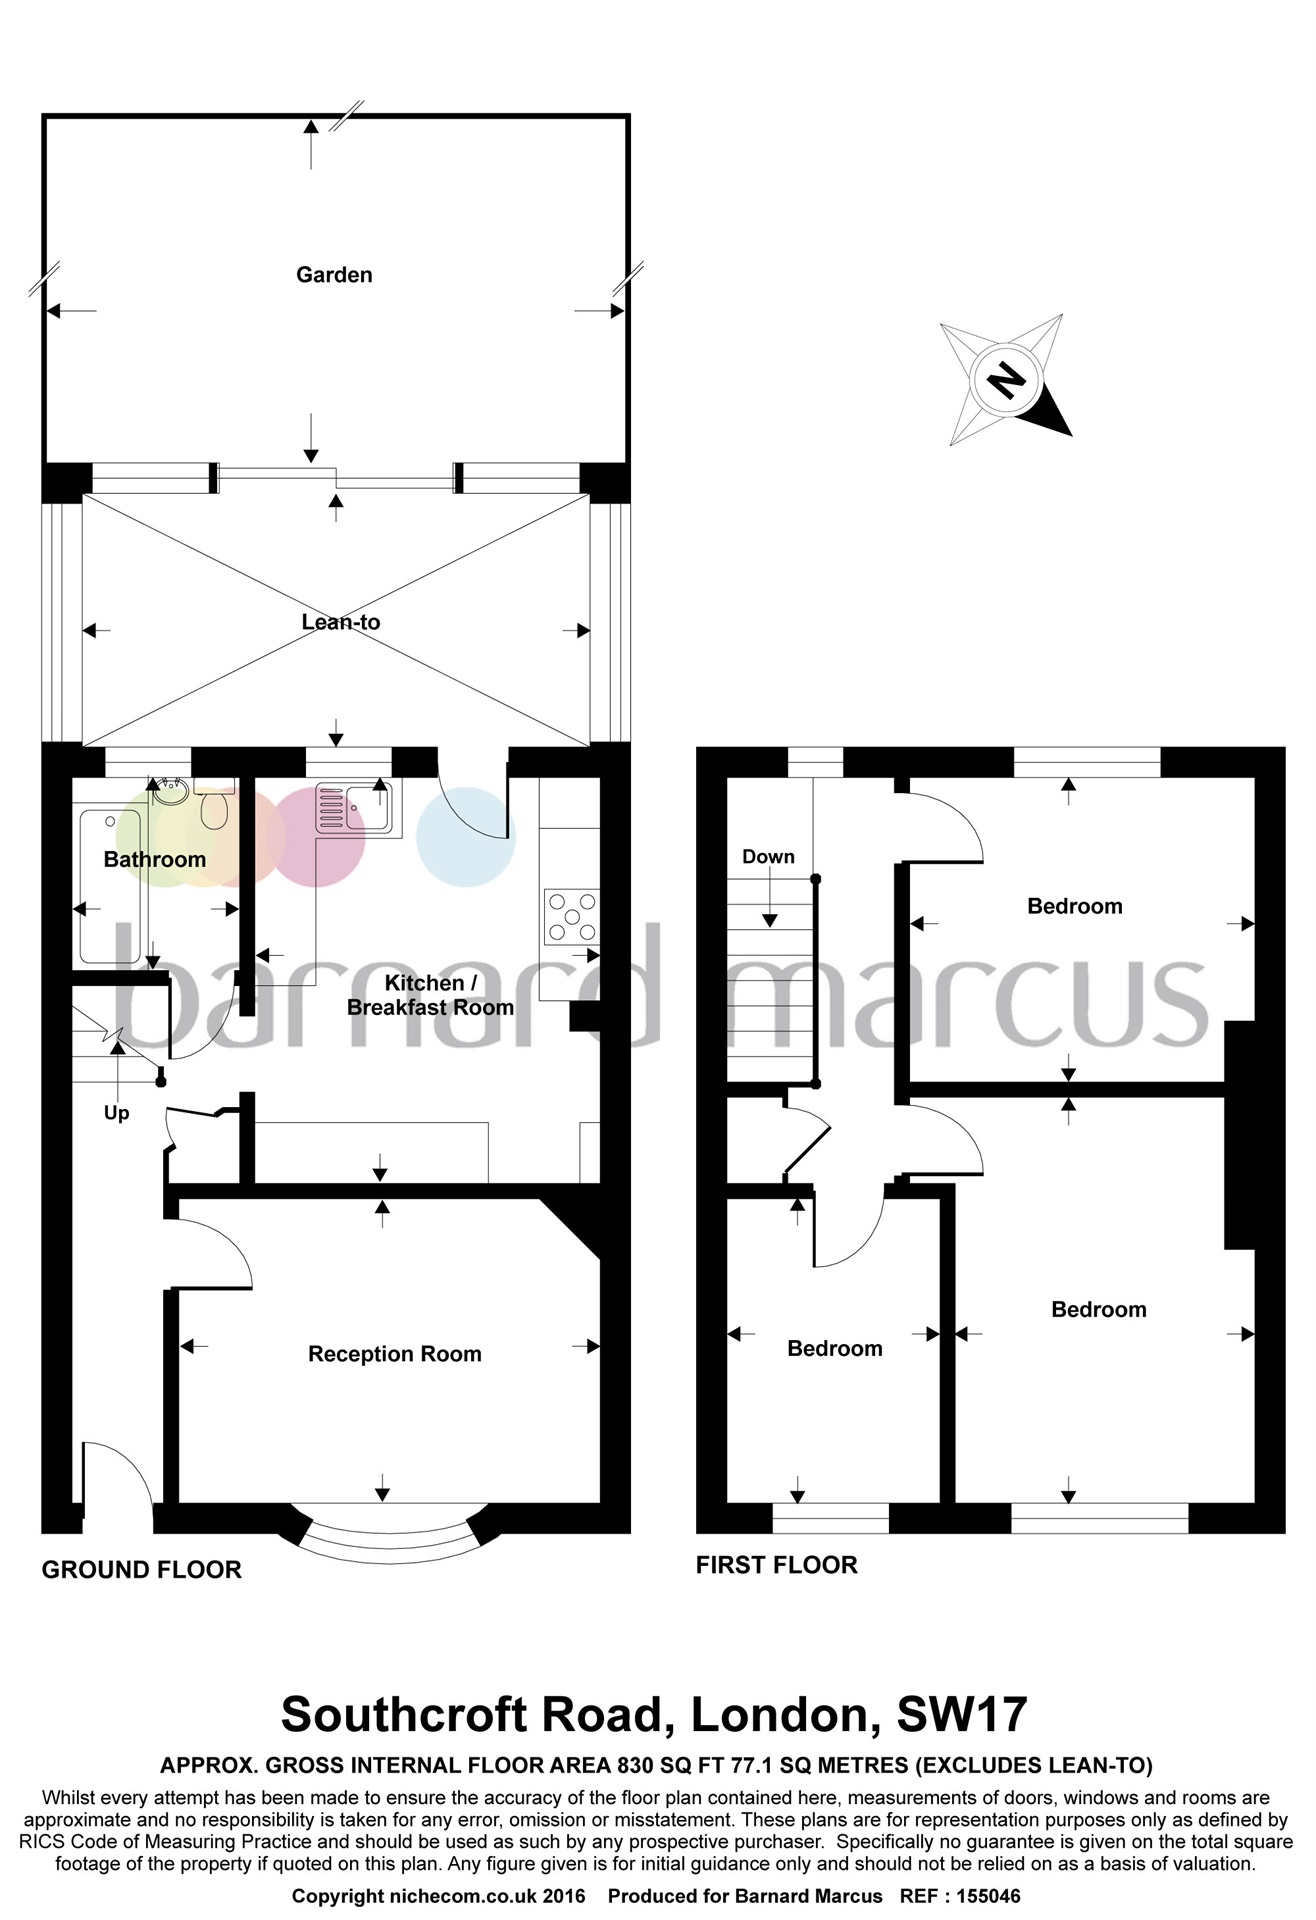 Garden
N
Lean-to
Bathroom
Down
Bedroom
barnard marcus
Kitchen /
Breakfast Room
Up
Bedroom
Reception Room
Bedroom
GROUND FLOOR
FIRST FLOOR
Southcroft Road, London, SW17
APPROX. GROSS INTERNAL FLOOR AREA 830 SQ FT 77.1 SQ METRES (EXCLUDES LEAN-TO)
Whilst every attempt has been made to ensure the accuracy of the floor plan contained here, measurements of doors, windows and rooms are
approximate and no responsibility is taken for any error, omission or misstatement. These plans are for representation purposes only as defined by
RICS Code of Measuring Practice and should be used as such by any prospective purchaser. Specifically no guarantee is given on the total square
footage of the property if quoted on this plan. Any figure given is for initial guidance only and should not be relied on as a basis of valuation.
Copyright nichecom.co.uk 2016 Produced for Barnard Marcus REF : 155046